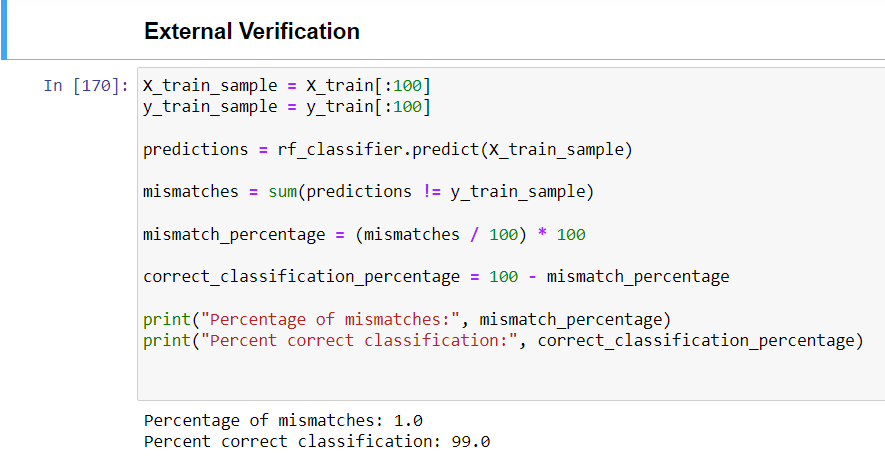 External Verification
In [170]:
X_train_sample = X_train[:100]
y_train_sample = y_train[:100]
predictions = rf_classifier.predict(X_train_sample)
mismatches = sum(predictions != y_train_sample)
mismatch_percentage = (mismatches / 100) * 100
correct_classification_percentage = 100 - mismatch_percentage
print("Percentage of mismatches:", mismatch_percentage)
print("Percent correct classification:", correct_classification_percentage)
Percentage of mismatches: 1.0
Percent correct classification: 99.0